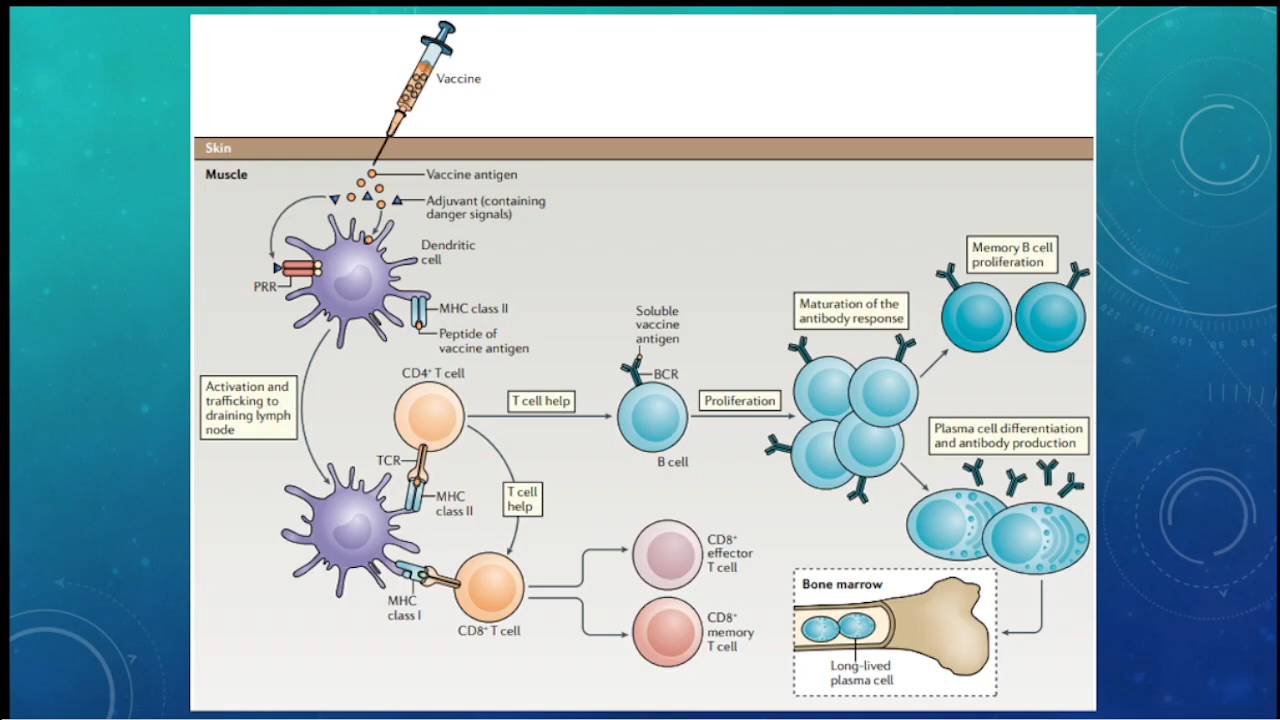 Vaccine
Skin
Muscle
Vaccine antigen
Adjuvant (containing
danger signals)
Dendritic
cell
PRR
MHC class II
Peptide of
vaccine antigen
Activation and
trafficking to
draining lymph
node
CD4⁺ T cell
T cell help
Soluble
vaccine
antigen
BCR
B cell
Proliferation
Maturation of the
antibody response
Memory B cell
proliferation
Plasma cell differentiation
and antibody production
TCR
MHC
class II
T cell
help
MHC
class I
CD8⁺ T cell
CD8⁺
effector
T cell
CD8⁺
memory
T cell
Bone marrow
Long-lived
plasma cell